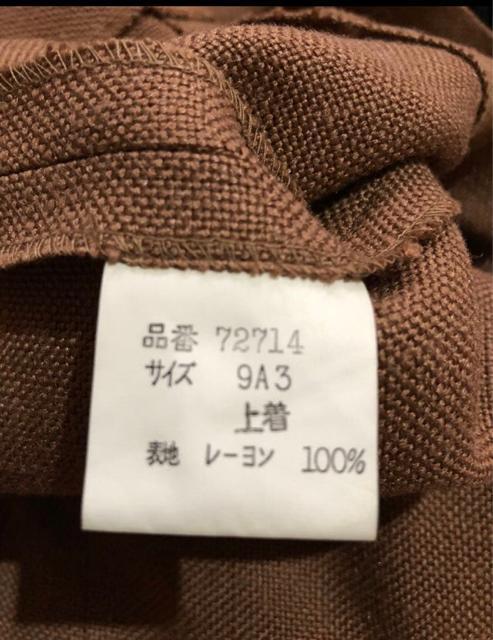 品番 72714
サイズ 9A3
上着
表地 レーヨン 100%